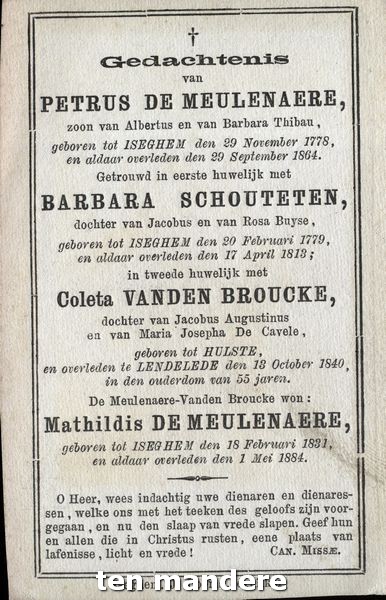 Gedachtenis
van
PETRUS DE MEULENAERE,
zoon van Albertus en van Barbara Thibau,
geboren tot ISEGHEM den 29 November 1778,
en aldaar overleden den 29 September 1864.
Getrouwd in eerste huwelijk met
BARBARA SCHOUTETEN,
dochter van Jacobus en van Rosa Buyse,
geboren tot ISEGHEM den 20 Februari 1779,
en aldaar overleden den 17 April 1813;
in tweede huwelijk met
Coleta VANDEN BROUCKE,
dochter van Jacobus Augustinus
en van Maria Josepha De Cavele,
geboren tot HULSTE,
en overleden te LENDELEDE den 13 October 1840,
in den ouderdom van 55 jaren.
De Meulenaere-Vanden Broucke won:
Mathildis DE MEULENAERE,
geboren tot ISEGHEM den 18 Februari 1831,
en aldaar overleden den 1 Mei 1884.
O Heer, wees indachtig uwe dienaren en dienares-
sen, welke ons met het teeken des geloofs zijn voor-
gegaan, en nu den slaap van vrede slapen. Geef hun
en allen die in Christus rusten, eene plaats van
lafenisse, licht en vrede! CAN. MISSÆ.
ten mandere